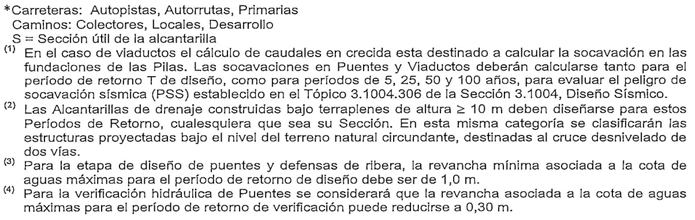 *Carreteras: Autopistas, Autorrutas, Primarias
Caminos: Colectores, Locales, Desarrollo
S = Sección útil de la alcantarilla
(1) En el caso de viaductos el cálculo de caudales en crecida esta destinado a calcular la socavación en las
fundaciones de las Pilas. Las socavaciones en Puentes y Viaductos deberán calcularse tanto para el
período de retorno T de diseño, como para períodos de 5, 25, 50 y 100 años, para evaluar el peligro de
socavación sísmica (PSS) establecido en el Tópico 3.1004.306 de la Sección 3.1004, Diseño Sísmico.
(2) Las Alcantarillas de drenaje construidas bajo terraplenes de altura ≥ 10 m deben diseñarse para estos
Períodos de Retorno, cualesquiera que sea su Sección. En esta misma categoría se clasificarán las
estructuras proyectadas bajo el nivel del terreno natural circundante, destinadas al cruce desnivelado de
dos vías.
(3) Para la etapa de diseño de puentes y defensas de ribera, la revancha mínima asociada a la cota de
aguas máximas para el período de retorno de diseño debe ser de 1,0 m.
(4) Para la verificación hidráulica de Puentes se considerará que la revancha asociada a la cota de aguas
máximas para el período de retorno de verificación puede reducirse a 0,30 m.